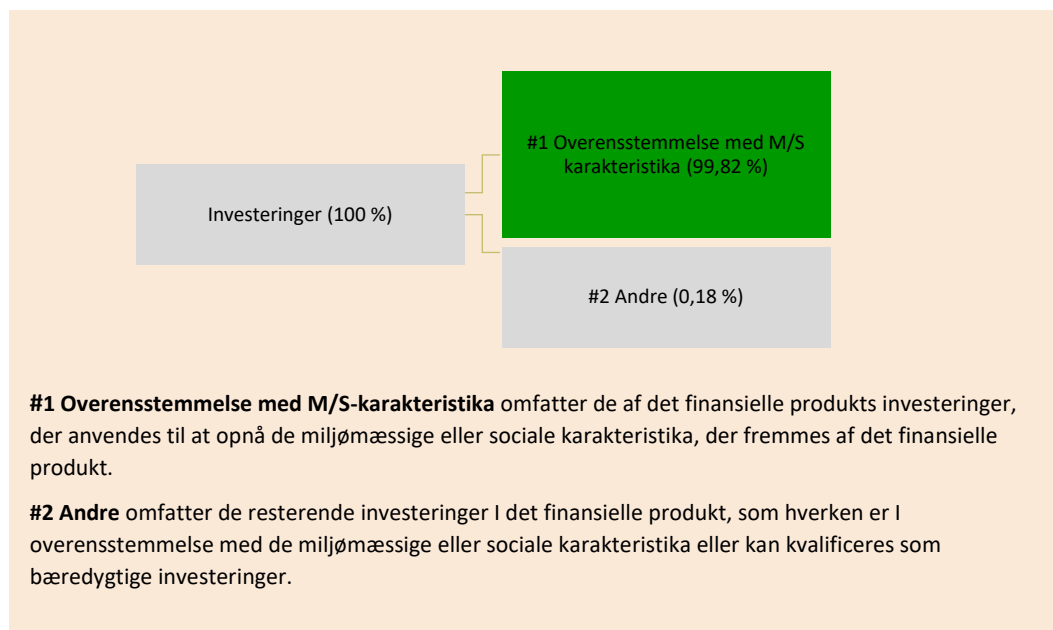 #1 Overensstemmelse med M/S
karakteristika (99,82 %)
Investeringer (100 %)
#2 Andre (0,18 %)
#1 Overensstemmelse med M/S-karakteristika omfatter de af det finansielle produkts investeringer,
der anvendes til at opnå de miljømæssige eller sociale karakteristika, der fremmes af det finansielle
produkt.
#2 Andre omfatter de resterende investeringer I det finansielle produkt, som hverken er I
overensstemmelse med de miljømæssige eller sociale karakteristika eller kan kvalificeres som
bæredygtige investeringer.